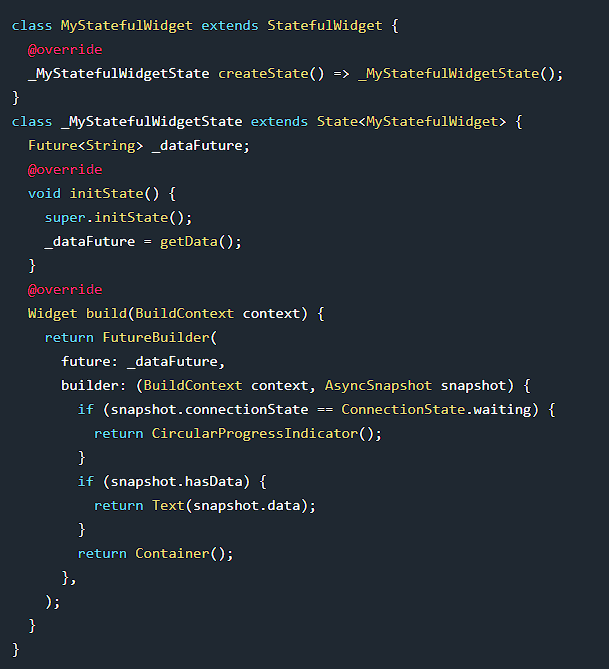 class MyStatefulWidget extends StatefulWidget {
  @override
  _MyStatefulWidgetState createState() => _MyStatefulWidgetState();
}
class _MyStatefulWidgetState extends State<MyStatefulWidget> {
  Future<String> _dataFuture;
  @override
  void initState() {
    super.initState();
    _dataFuture = getData();
  }
  @override
  Widget build(BuildContext context) {
    return FutureBuilder(
      future: _dataFuture,
      builder: (BuildContext context, AsyncSnapshot snapshot) {
        if (snapshot.connectionState == ConnectionState.waiting) {
          return CircularProgressIndicator();
        }
        if (snapshot.hasData) {
          return Text(snapshot.data);
        }
        return Container();
      },
    );
  }
}